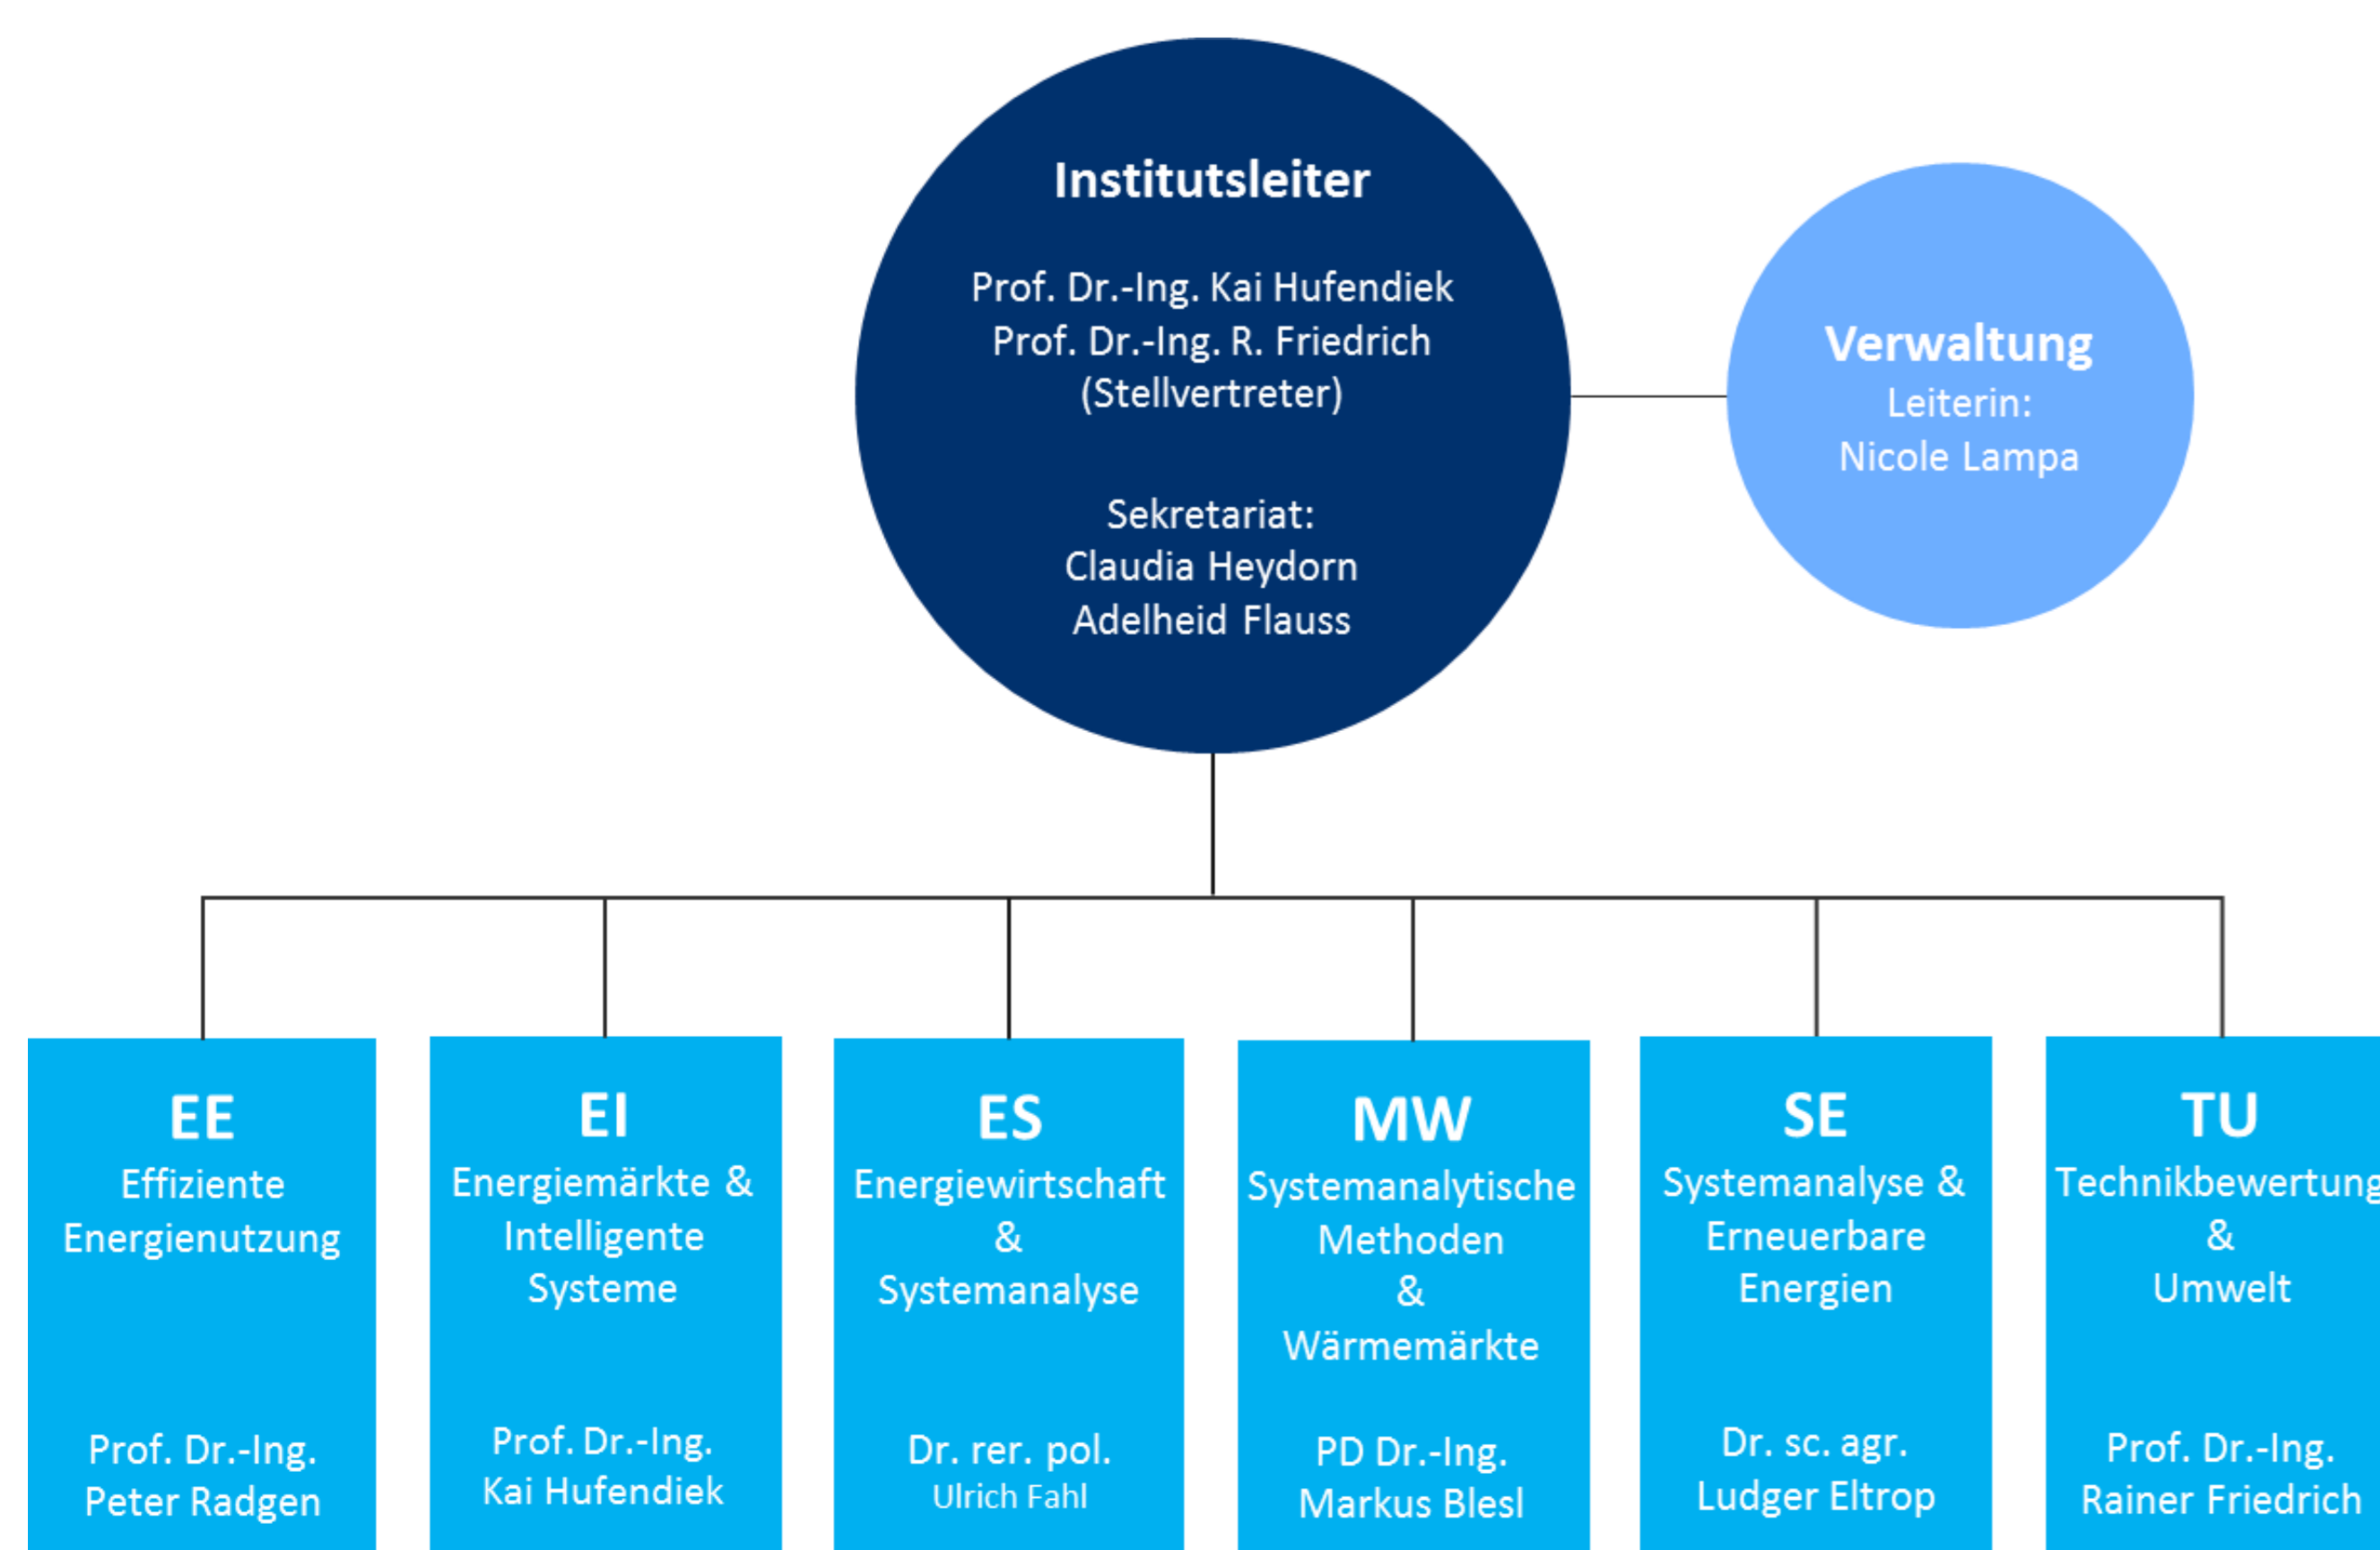 Institutsleiter
Prof. Dr.-Ing. Kai Hufendiek
Prof. Dr.-Ing. R. Friedrich
(Stellvertreter)
Sekretariat:
Claudia Heydorn
Adelheid Flauss
Verwaltung
Leiterin:
Nicole Lampa
EE
Effiziente
Energienutzung
Prof. Dr.-Ing.
Peter Radgen
EI
Energiemärkte &
Intelligente
Systeme
Prof. Dr.-Ing.
Kai Hufendiek
ES
Energiewirtschaft
&
Systemanalyse
Dr. rer. pol.
Ulrich Fahl
MW
Systemanalytische
Methoden
&
Wärmemärkte
PD Dr.-Ing.
Markus Blesl
SE
Systemanalyse &
Erneuerbare
Energien
Dr. sc. agr.
Ludger Eltrop
TU
Technikbewertung
&
Umwelt
Prof. Dr.-Ing.
Rainer Friedrich